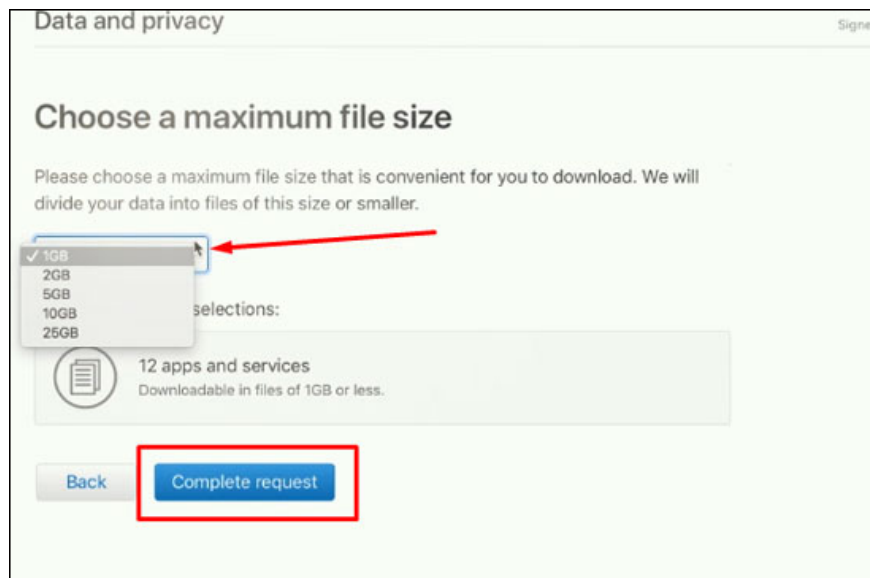 Data and privacy
Signe
Choose a maximum file size
Please choose a maximum file size that is convenient for you to download. We will
divide your data into files of this size or smaller.
✓ 1GB
2GB
5GB
10GB
25GB
selections:
12 apps and services
Downloadable in files of 1GB or less.
Back
Complete request